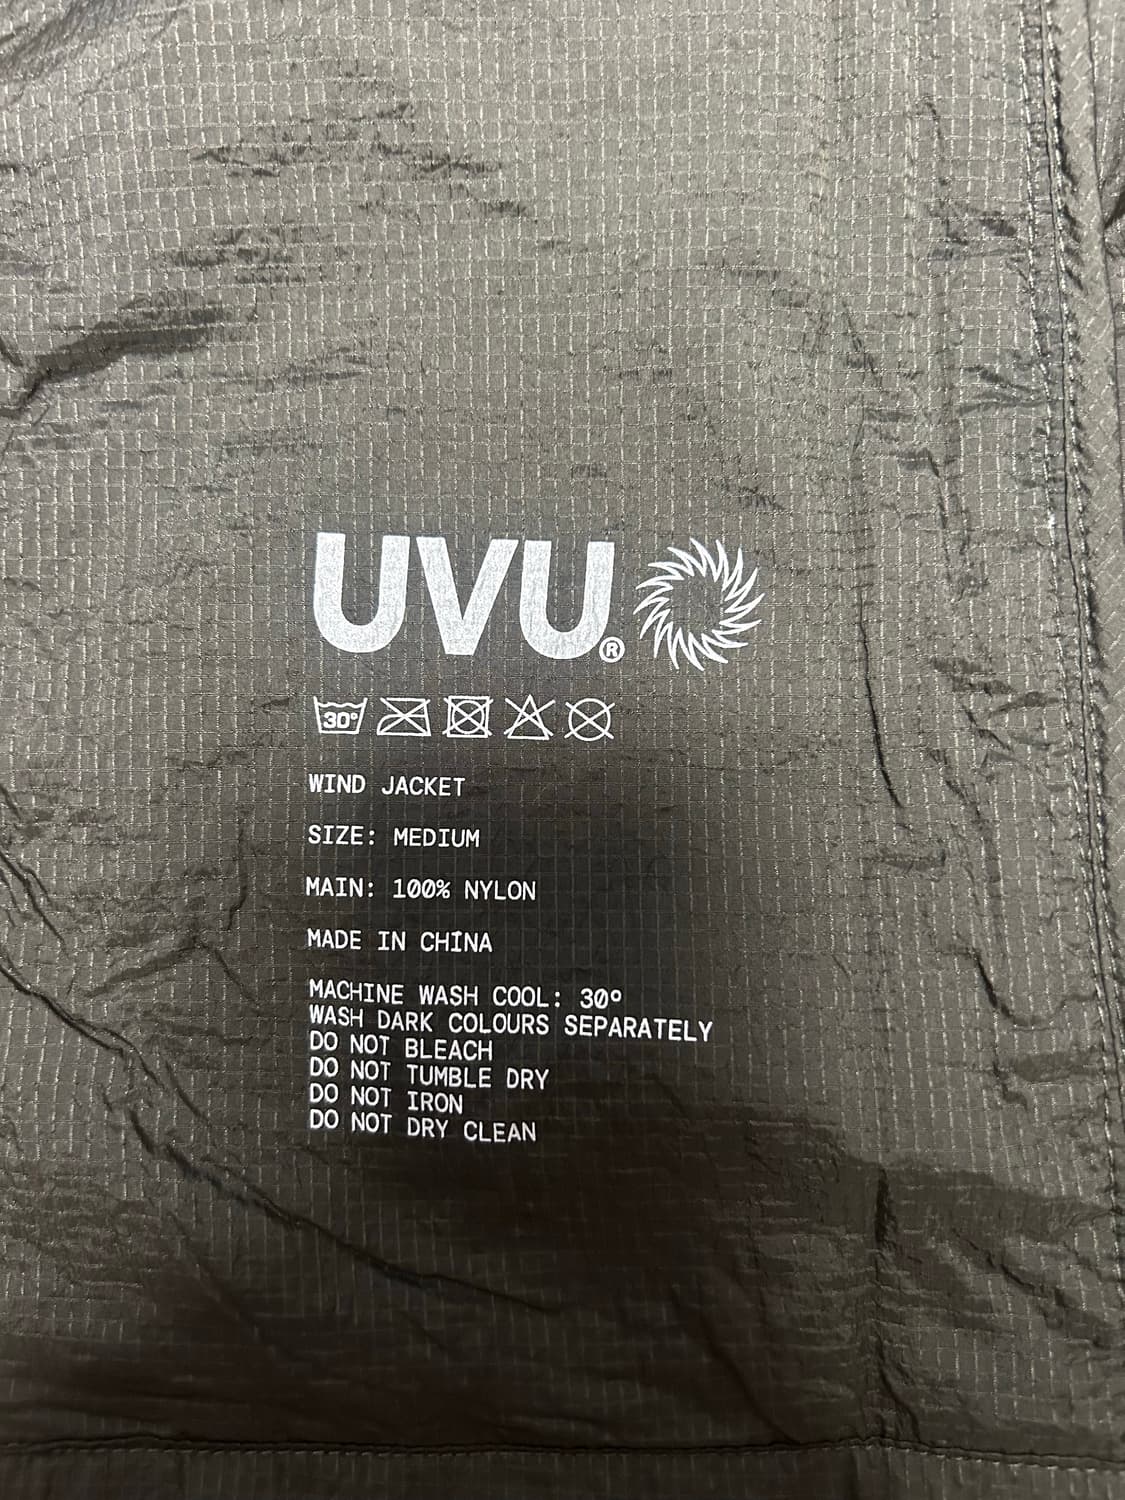 UVU®
30°
WIND JACKET
SIZE: MEDIUM
MAIN: 100% NYLON
MADE IN CHINA
MACHINE WASH COOL: 30º
WASH DARK COLOURS SEPARATELY
DO NOT BLEACH
DO NOT TUMBLE DRY
DO NOT IRON
DO NOT DRY CLEAN